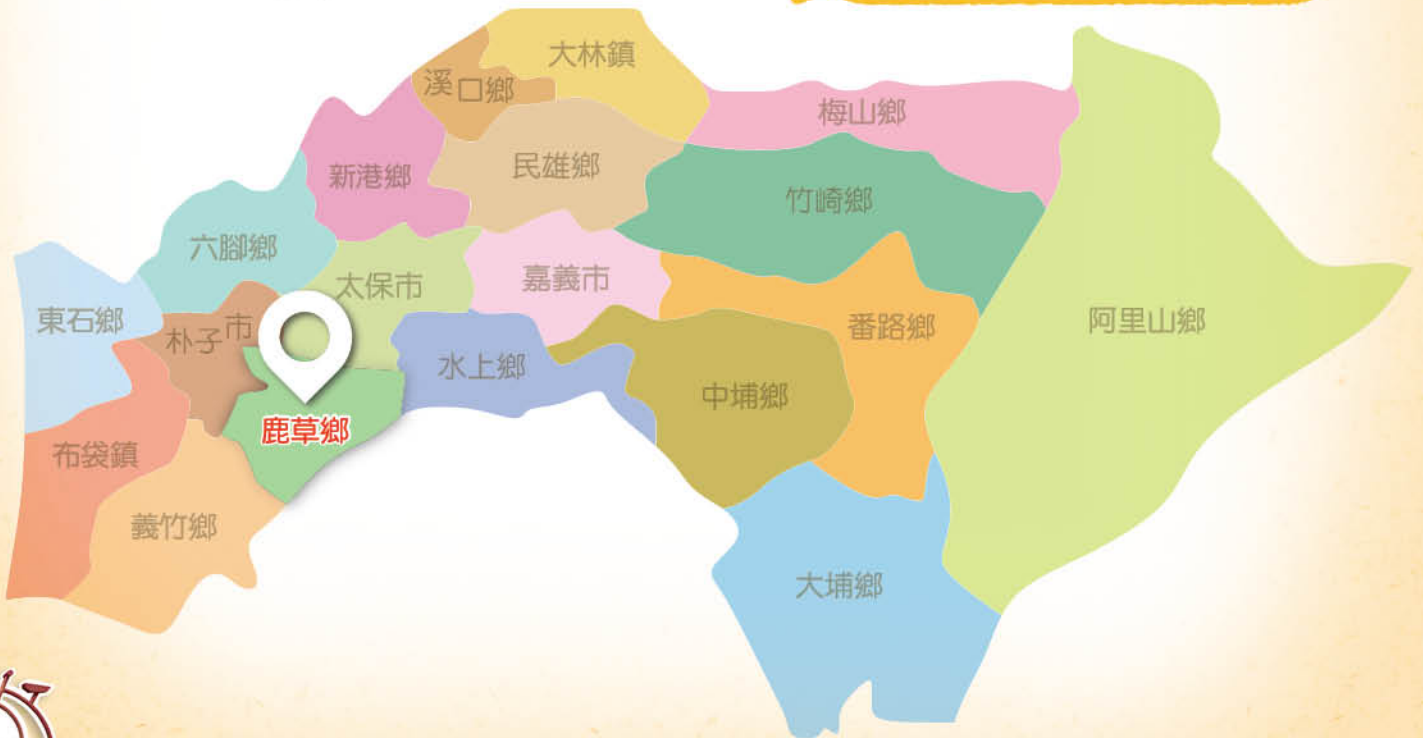 大林鎮
溪口鄉
梅山鄉
民雄鄉
新港鄉
竹崎鄉
六腳鄉
嘉義市
太保市
東石鄉
朴子市
番路鄉
阿里山鄉
水上鄉
中埔鄉
鹿草鄉
布袋鎮
義竹鄉
大埔鄉